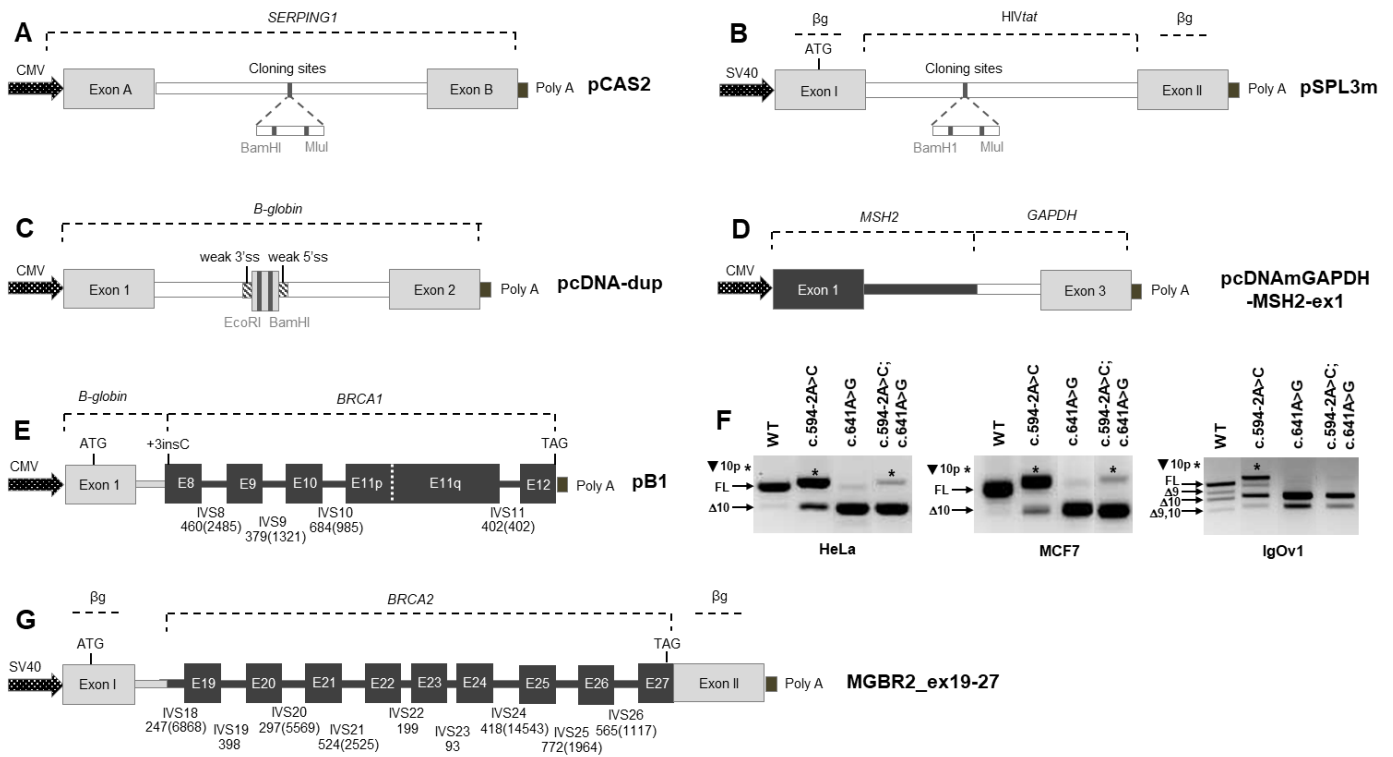 A
SERPING1
CMV
Exon A
Cloning sites
Exon B
Poly A
pCAS2
BamHI
MluI
B
βg
HIVtat
βg
ATG
SV40
Exon I
Cloning sites
Exon II
Poly A
pSPL3m
BamH1
MluI
C
B-globin
weak 3'ss
weak 5'ss
CMV
Exon 1
Exon 2
Poly A
pcDNA-dup
EcoRI
BamHI
D
MSH2
GAPDH
CMV
Exon 1
Exon 3
Poly A
pcDNAmGAPDH
-MSH2-ex1
E
B-globin
BRCA1
ATG
+3insC
TAG
CMV
Exon 1
E8
E9
E10
E11p
E11q
E12
Poly A
pB1
IVS8
460(2485)
IVS9
379(1321)
IVS10
684(985)
IVS11
402(402)
F
WT
c.594-2A>C
c.641A>G
c.594-2A>C;
c.641A>G
▼10p *
FL
Δ10
*
*
HeLa
WT
c.594-2A>C
c.641A>G
c.594-2A>C;
c.641A>G
▼10p *
FL
Δ10
*
*
MCF7
WT
c.594-2A>C
c.641A>G
c.594-2A>C;
c.641A>G
▼10p *
FL
Δ9
Δ10
Δ9,10
*
IgOv1
G
βg
BRCA2
βg
ATG
TAG
SV40
Exon I
E19
E20
E21
E22
E23
E24
E25
E26
E27
Exon II
Poly A
MGBR2_ex19-27
IVS18
247(6868)
IVS19
398
IVS20
297(5569)
IVS21
524(2525)
IVS22
199
IVS23
93
IVS24
418(14543)
IVS25
772(1964)
IVS26
565(1117)